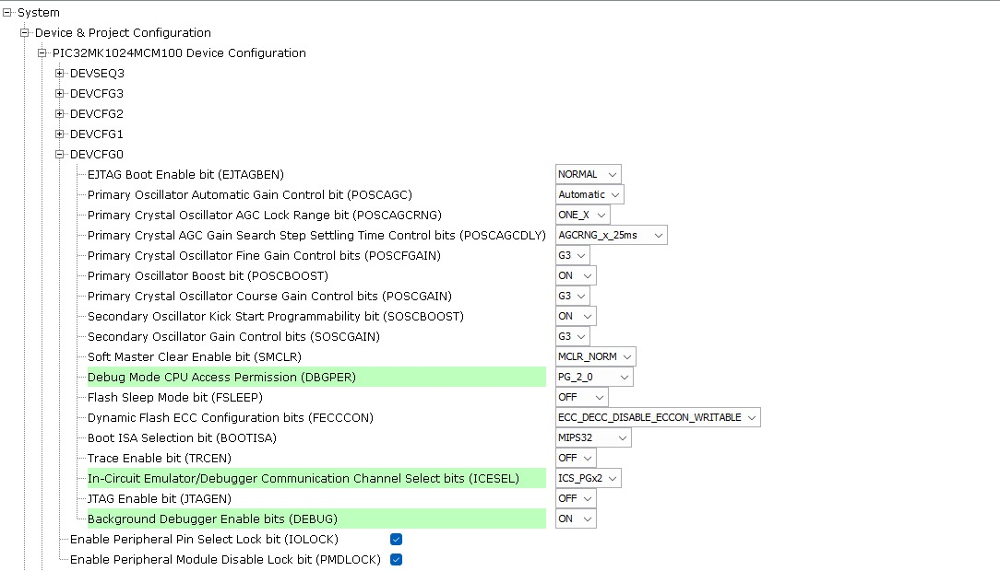 System
Device & Project Configuration
PIC32MK1024MCM100 Device Configuration
DEVSEQ3
DEVCFG3
DEVCFG2
DEVCFG1
DEVCFG0
EJTAG Boot Enable bit (EJTAGBEN) NORMAL
Primary Oscillator Automatic Gain Control bit (POSCAGC) Automatic
Primary Crystal Oscillator AGC Lock Range bit (POSCAGCRNG) ONE_X
Primary Crystal AGC Gain Search Step Settling Time Control bits (POSCAGCDLY) AGCRNG_x_25ms
Primary Crystal Oscillator Fine Gain Control bits (POSCFGAIN) G3
Primary Oscillator Boost bit (POSCBOOST) ON
Primary Crystal Oscillator Course Gain Control bits (POSCGAIN) G3
Secondary Oscillator Kick Start Programmability bit (SOSCBOOST) ON
Secondary Oscillator Gain Control bits (SOSCGAIN) G3
Soft Master Clear Enable bit (SMCLR) MCLR_NORM
Debug Mode CPU Access Permission (DBGPER) PG_2_0
Flash Sleep Mode bit (FSLEEP) OFF
Dynamic Flash ECC Configuration bits (FECCCON) ECC_DECC_DISABLE_ECCON_WRITABLE
Boot ISA Selection bit (BOOTISA) MIPS32
Trace Enable bit (TRCEN) OFF
In-Circuit Emulator/Debugger Communication Channel Select bits (ICESEL) ICS_PGx2
JTAG Enable bit (JTAGEN) OFF
Background Debugger Enable bits (DEBUG) ON
Enable Peripheral Pin Select Lock bit (IOLOCK)
Enable Peripheral Module Disable Lock bit (PMDLOCK)